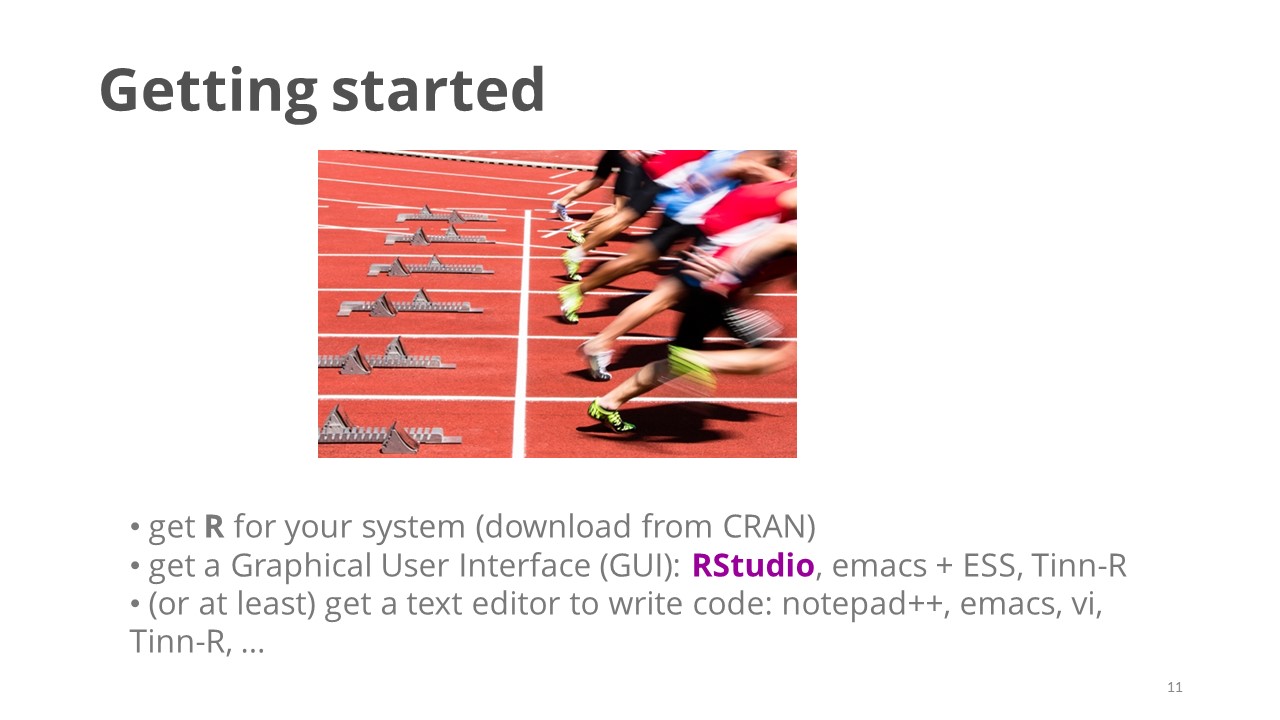 Getting started
• get R for your system (download from CRAN)
• get a Graphical User Interface (GUI): RStudio, emacs + ESS, Tinn-R
• (or at least) get a text editor to write code: notepad++, emacs, vi,
Tinn-R, ...
11